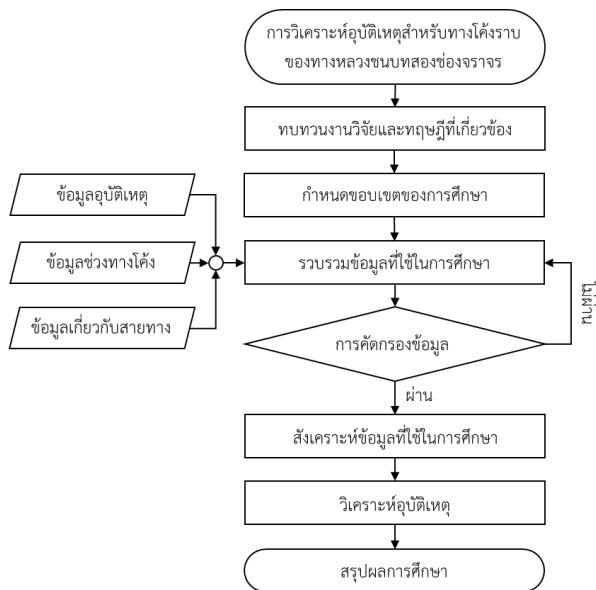 การวิเคราะห์อุบัติเหตุสำหรับทางโค้งราบ
ของทางหลวงชนบทสองช่องจราจร
ทบทวนงานวิจัยและทฤษฎีที่เกี่ยวข้อง
ข้อมูลอุบัติเหตุ
กำหนดขอบเขตของการศึกษา
ข้อมูลช่วงทางโค้ง
รวบรวมข้อมูลที่ใช้ในการศึกษา
ข้อมูลเกี่ยวกับสายทาง
การคัดกรองข้อมูล
ไม่ผ่าน
ผ่าน
สังเคราะห์ข้อมูลที่ใช้ในการศึกษา
วิเคราะห์อุบัติเหตุ
สรุปผลการศึกษา